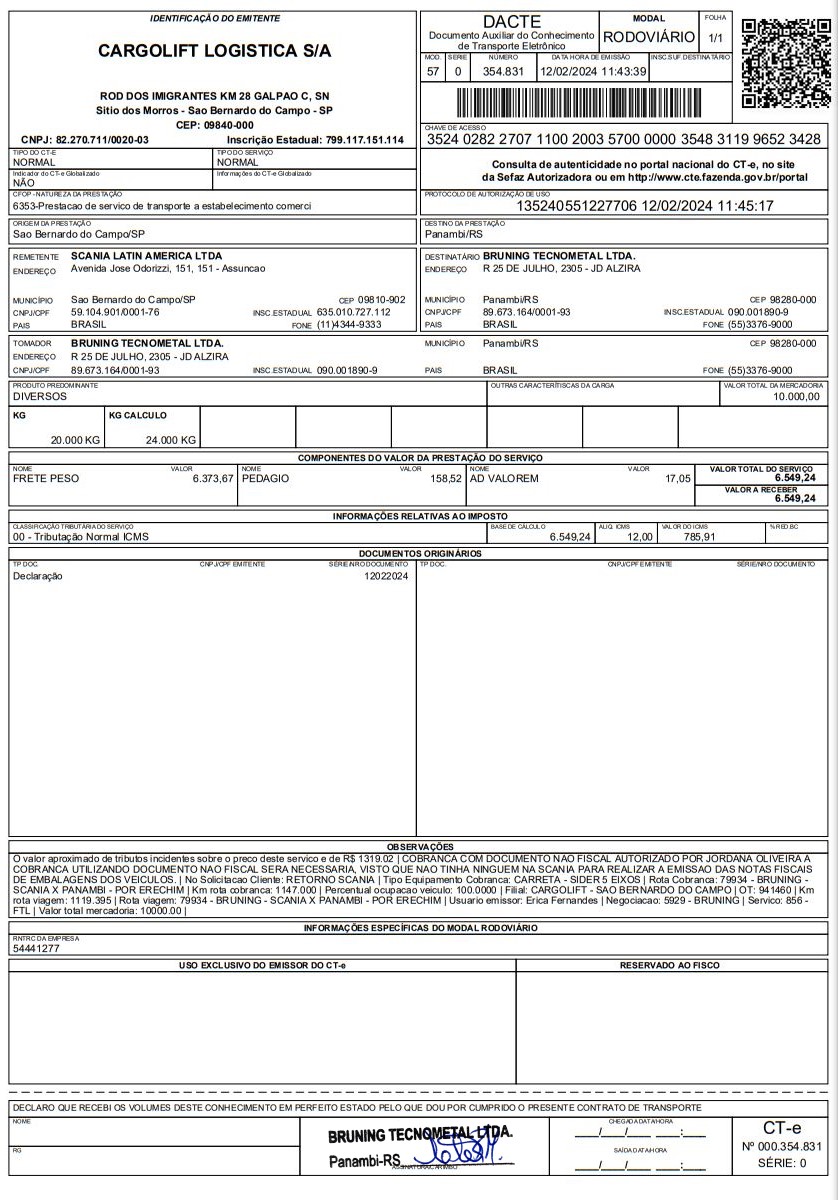 IDENTIFICAÇÃO DO EMITENTE
CARGOLIFT LOGISTICA S/A
ROD DOS IMIGRANTES KM 28 GALPAO C, SN
Sitio dos Morros - Sao Bernardo do Campo - SP
CEP: 09840-000
CNPJ: 82.270.711/0020-03 Inscrição Estadual: 799.117.151.114
DACTE
Documento Auxiliar do Conhecimento
de Transporte Eletrônico
MODAL
RODOVIÁRIO
FOLHA
1/1
MOD. SERIE NÚMERO DATA HORA DE EMISSÃO INSC.SUF.DESTINATÁRIO
57 0 354.831 12/02/2024 11:43:39
CHAVE DE ACESSO
3524 0282 2707 1100 2003 5700 0000 3548 3119 9652 3428
TIPO DO CT-E TIPO DO SERVIÇO
NORMAL NORMAL
Indicador do CT-e Globalizado Informações do CT-e Globalizado
NÃO
Consulta de autenticidade no portal nacional do CT-e, no site
da Sefaz Autorizadora ou em http://www.cte.fazenda.gov.br/portal
CFOP - NATUREZA DA PRESTAÇÃO
6353-Prestacao de servico de transporte a estabelecimento comerci
PROTOCOLO DE AUTORIZAÇÃO DE USO
135240551227706 12/02/2024 11:45:17
ORIGEM DA PRESTAÇÃO
Sao Bernardo do Campo/SP
DESTINO DA PRESTAÇÃO
Panambi/RS
REMETENTE SCANIA LATIN AMERICA LTDA
ENDEREÇO Avenida Jose Odorizzi, 151, 151 - Assuncao
MUNICÍPIO Sao Bernardo do Campo/SP CEP 09810-902
CNPJ/CPF 59.104.901/0001-76 INSC.ESTADUAL 635.010.727.112
PAIS BRASIL FONE (11)4344-9333
DESTINATÁRIO BRUNING TECNOMETAL LTDA.
ENDEREÇO R 25 DE JULHO, 2305 - JD ALZIRA
MUNICÍPIO Panambi/RS CEP 98280-000
CNPJ/CPF 89.673.164/0001-93 INSC.ESTADUAL 090.001890-9
PAIS BRASIL FONE (55)3376-9000
TOMADOR BRUNING TECNOMETAL LTDA. MUNICÍPIO Panambi/RS CEP 98280-000
ENDEREÇO R 25 DE JULHO, 2305 - JD ALZIRA
CNPJ/CPF 89.673.164/0001-93 INSC.ESTADUAL 090.001890-9 PAIS BRASIL FONE (55)3376-9000
PRODUTO PREDOMINANTE OUTRAS CARACTERÍTISCAS DA CARGA VALOR TOTAL DA MERCADORIA
DIVERSOS 10.000,00
KG KG CALCULO
20.000 KG 24.000 KG
COMPONENTES DO VALOR DA PRESTAÇÃO DO SERVIÇO
NOME VALOR NOME VALOR NOME VALOR VALOR TOTAL DO SERVIÇO
FRETE PESO 6.373,67 PEDAGIO 158,52 AD VALOREM 17,05 6.549,24
VALOR A RECEBER
6.549,24
INFORMAÇÕES RELATIVAS AO IMPOSTO
CLASSIFICAÇÃO TRIBUTÁRIA DO SERVIÇO BASE DE CALCULO ALIQ. ICMS VALOR DO ICMS % RED.BC
00 - Tributação Normal ICMS 6.549,24 12,00 785,91
DOCUMENTOS ORIGINÁRIOS
TP DOC. CNPJ/CPF EMITENTE SÉRIE/NRO DOCUMENTO TP DOC. CNPJ/CPF EMITENTE SÉRIE/NRO DOCUMENTO
Declaração 12022024
OBSERVAÇÕES
O valor aproximado de tributos incidentes sobre o preco deste servico e de R$ 1319.02 | COBRANCA COM DOCUMENTO NAO FISCAL AUTORIZADO POR JORDANA OLIVEIRA A
COBRANCA UTILIZANDO DOCUMENTO NAO FISCAL SERA NECESSARIA, VISTO QUE NAO TINHA NINGUEM NA SCANIA PARA REALIZAR A EMISSAO DAS NOTAS FISCAIS
DE EMBALAGENS DOS VEICULOS. | No Solicitacao Cliente: RETORNO SCANIA | Tipo Equipamento Cobranca: CARRETA - SIDER 5 EIXOS | Rota Cobranca: 79934 - BRUNING -
SCANIA X PANAMBI - POR ERECHIM | Km rota cobranca: 1147.000 | Percentual ocupacao veiculo: 100.0000 | Filial: CARGOLIFT - SAO BERNARDO DO CAMPO | OT: 941460 | Km
rota viagem: 1119.395 | Rota viagem: 79934 - BRUNING - SCANIA X PANAMBI - POR ERECHIM | Usuario emissor: Erica Fernandes | Negociacao: 5929 - BRUNING | Servico: 856 -
FTL | Valor total mercadoria: 10000.00 |
INFORMAÇÕES ESPECÍFICAS DO MODAL RODOVIÁRIO
RNTRC DA EMPRESA
54441277
USO EXCLUSIVO DO EMISSOR DO CT-e RESERVADO AO FISCO
DECLARO QUE RECEBI OS VOLUMES DESTE CONHECIMENTO EM PERFEITO ESTADO PELO QUE DOU POR CUMPRIDO O PRESENTE CONTRATO DE TRANSPORTE
NOME
RG
BRUNING TECNOMETAL LTDA.
Panambi-RS
ASSINATURA/CARIMBO
CHEGADA DATA/HORA
___/___/___ ___:___
SAÍDA DATA/HORA
___/___/___ ___:___
CT-e
Nº 000.354.831
SÉRIE: 0